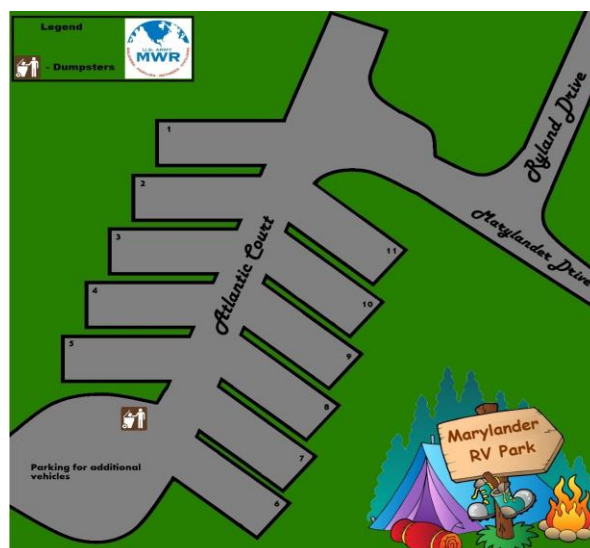 Legend
- Dumpsters
U.S. ARMY
MWR
1
2
3
4
5
6
7
8
9
10
11
Atlantic Court
Ryland Drive
Marylander Drive
Parking for additional
vehicles
Marylander
RV Park